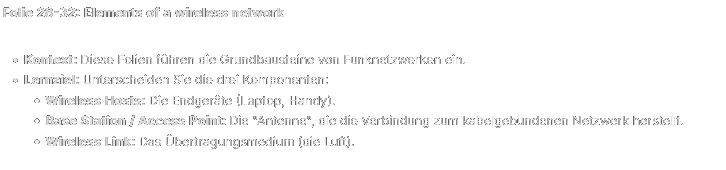 Folie 28-32: Elements of a wireless network
Kontext: Diese Folien führen die Grundbausteine von Funknetzwerken ein.
Lernziel: Unterscheiden Sie die drei Komponenten:
Wireless Hosts: Die Endgeräte (Laptop, Handy).
Base Station / Access Point: Die "Antenne", die die Verbindung zum kabelgebundenen Netzwerk herstellt.
Wireless Link: Das Übertragungsmedium (die Luft).